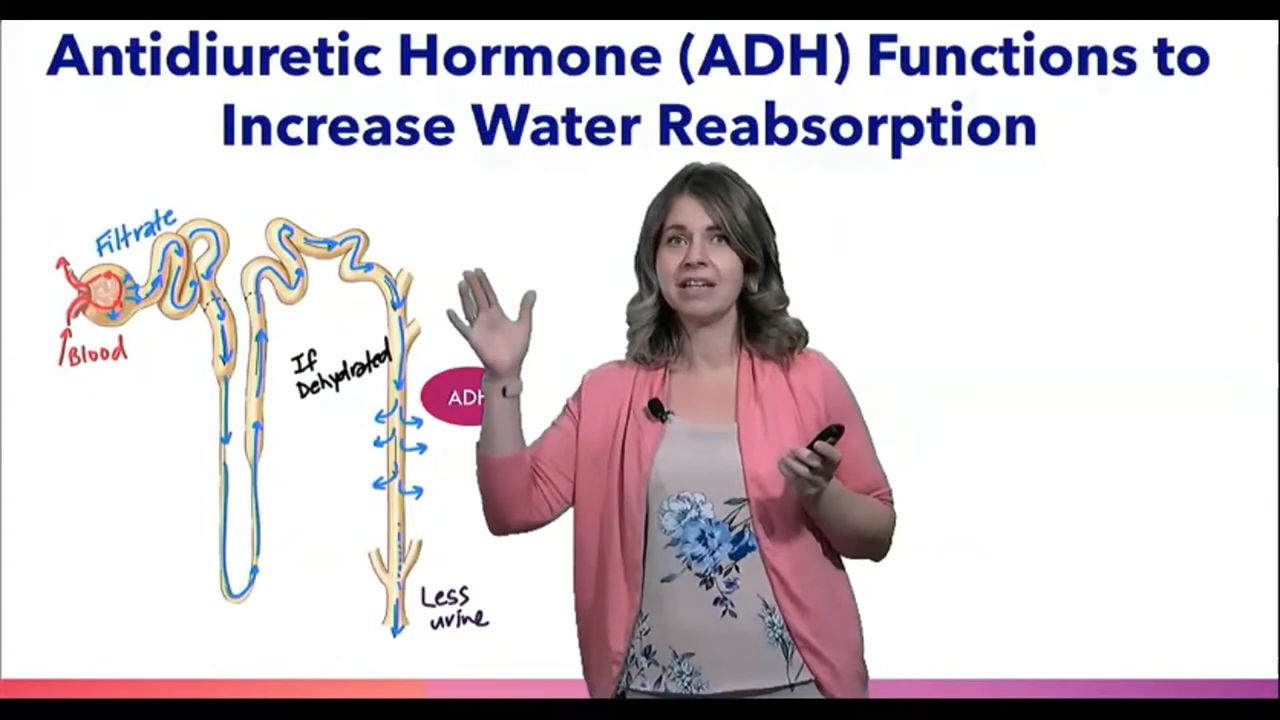 Antidiuretic Hormone (ADH) Functions to
Increase Water Reabsorption
Filtrate
Blood
If
Dehydrated
ADH
Less
urine